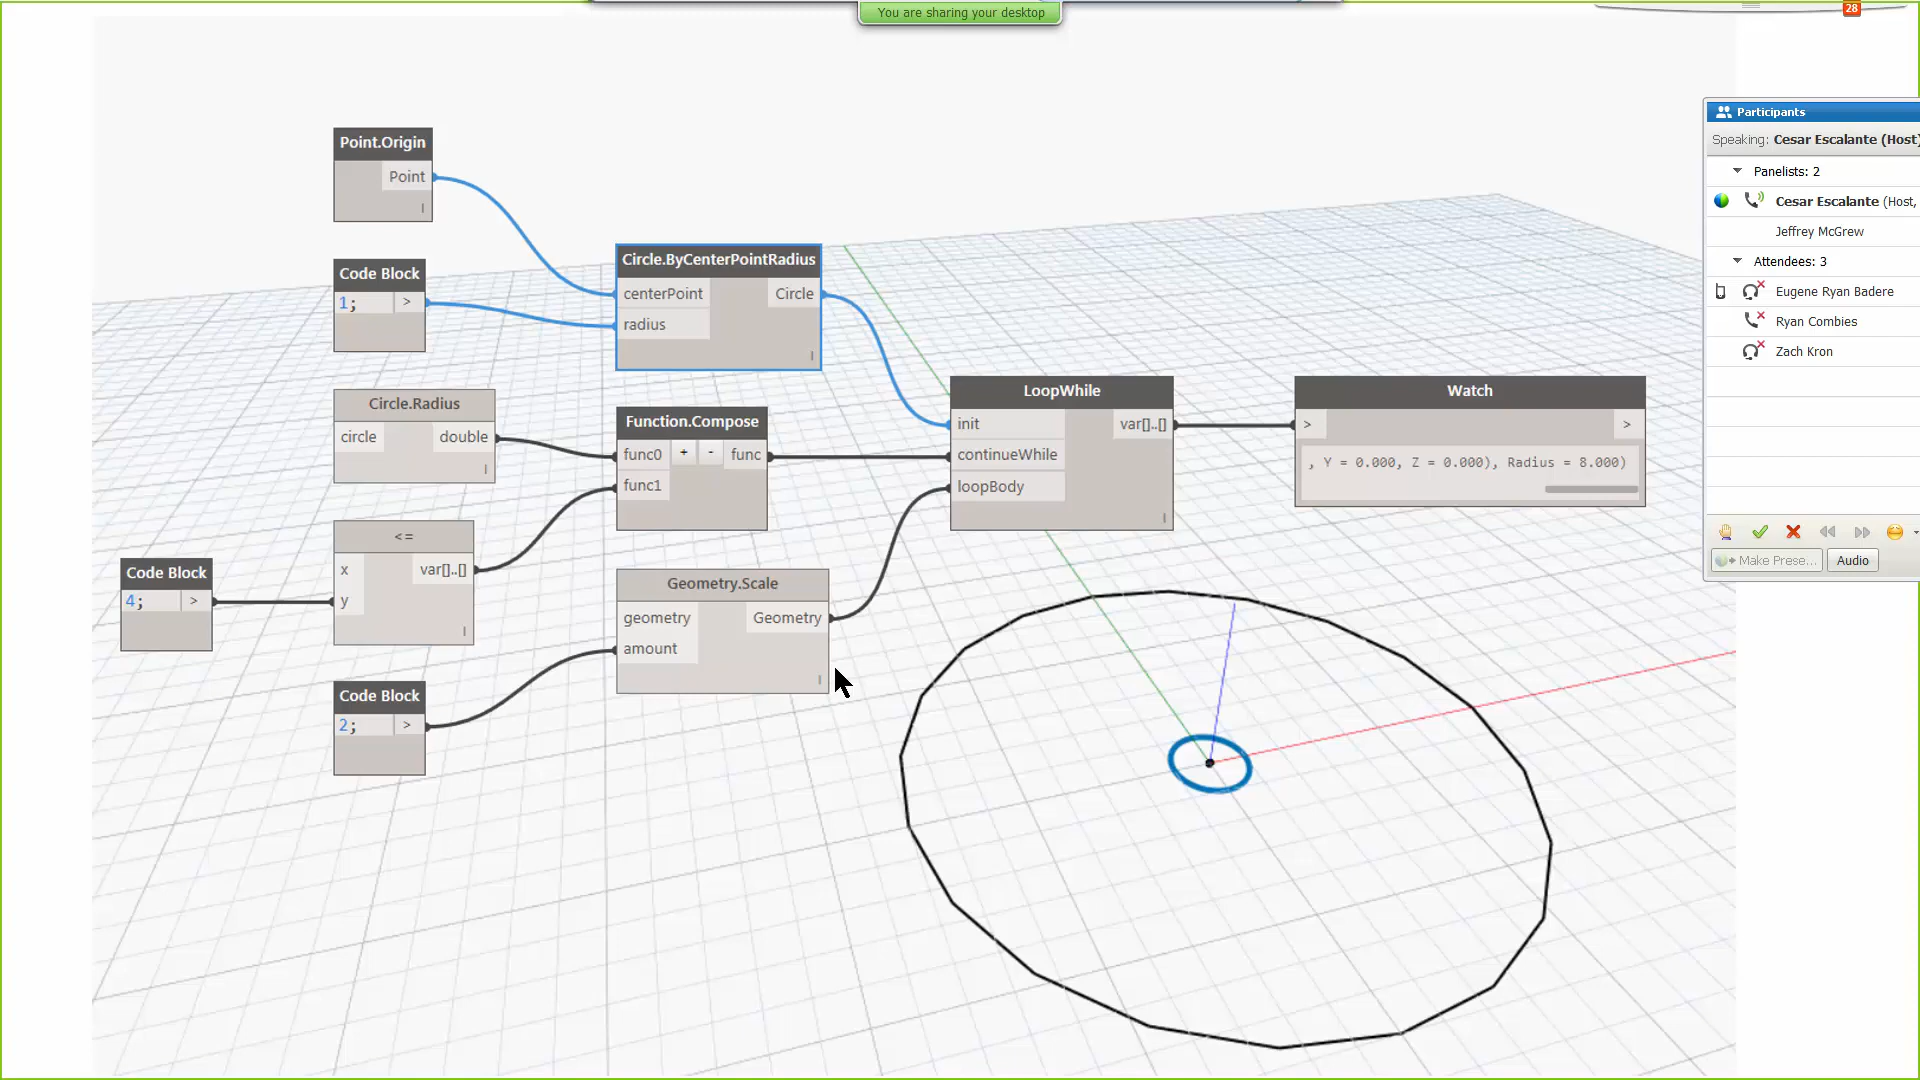 You are sharing your desktop
28
Point.Origin
Point
Code Block
1;
>
Circle.ByCenterPointRadius
centerPoint
Circle
radius
Circle.Radius
circle
double
Function.Compose
func0
+
-
func
func1
LoopWhile
init
var[]..[]
continueWhile
loopBody
Watch
>
>
, Y = 0.000, Z = 0.000), Radius = 8.000)
<=
x
var[]..[]
y
Code Block
4;
>
Geometry.Scale
geometry
Geometry
amount
Code Block
2;
>
Participants
Speaking: Cesar Escalante (Host)
Panelists: 2
Cesar Escalante (Host,
Jeffrey McGrew
Attendees: 3
Eugene Ryan Badere
Ryan Combies
Zach Kron
Make Prese...
Audio